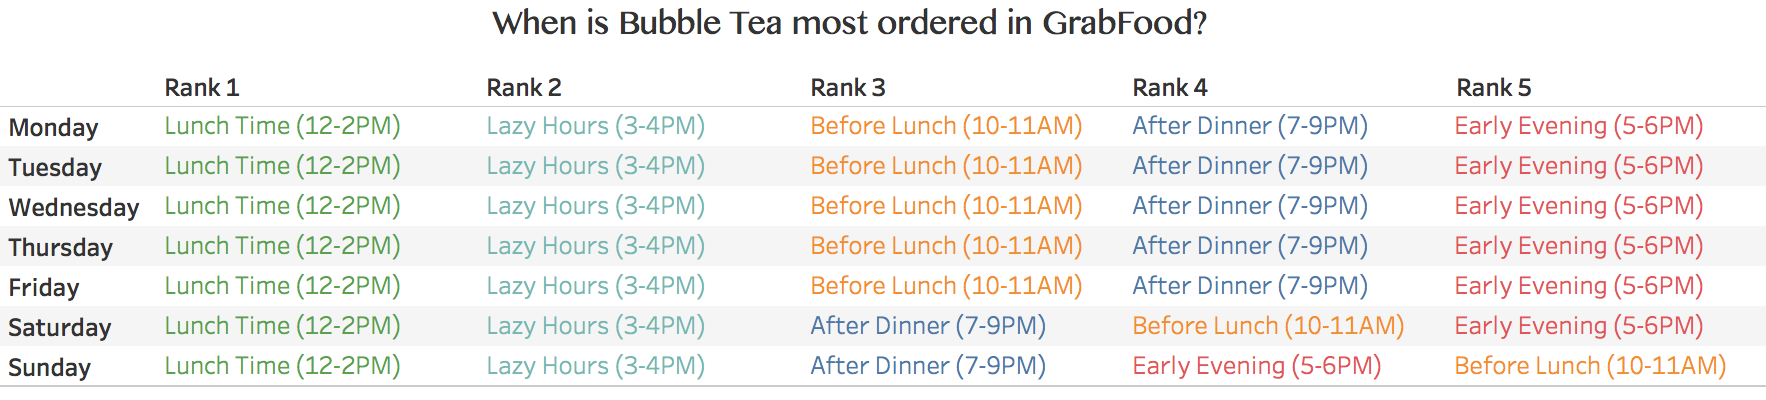 When is Bubble Tea most ordered in GrabFood?
Rank 1 Rank 2 Rank 3 Rank 4 Rank 5
Monday Lunch Time (12-2PM) Lazy Hours (3-4PM) Before Lunch (10-11AM) After Dinner (7-9PM) Early Evening (5-6PM)
Tuesday Lunch Time (12-2PM) Lazy Hours (3-4PM) Before Lunch (10-11AM) After Dinner (7-9PM) Early Evening (5-6PM)
Wednesday Lunch Time (12-2PM) Lazy Hours (3-4PM) Before Lunch (10-11AM) After Dinner (7-9PM) Early Evening (5-6PM)
Thursday Lunch Time (12-2PM) Lazy Hours (3-4PM) Before Lunch (10-11AM) After Dinner (7-9PM) Early Evening (5-6PM)
Friday Lunch Time (12-2PM) Lazy Hours (3-4PM) Before Lunch (10-11AM) After Dinner (7-9PM) Early Evening (5-6PM)
Saturday Lunch Time (12-2PM) Lazy Hours (3-4PM) After Dinner (7-9PM) Before Lunch (10-11AM) Early Evening (5-6PM)
Sunday Lunch Time (12-2PM) Lazy Hours (3-4PM) After Dinner (7-9PM) Early Evening (5-6PM) Before Lunch (10-11AM)